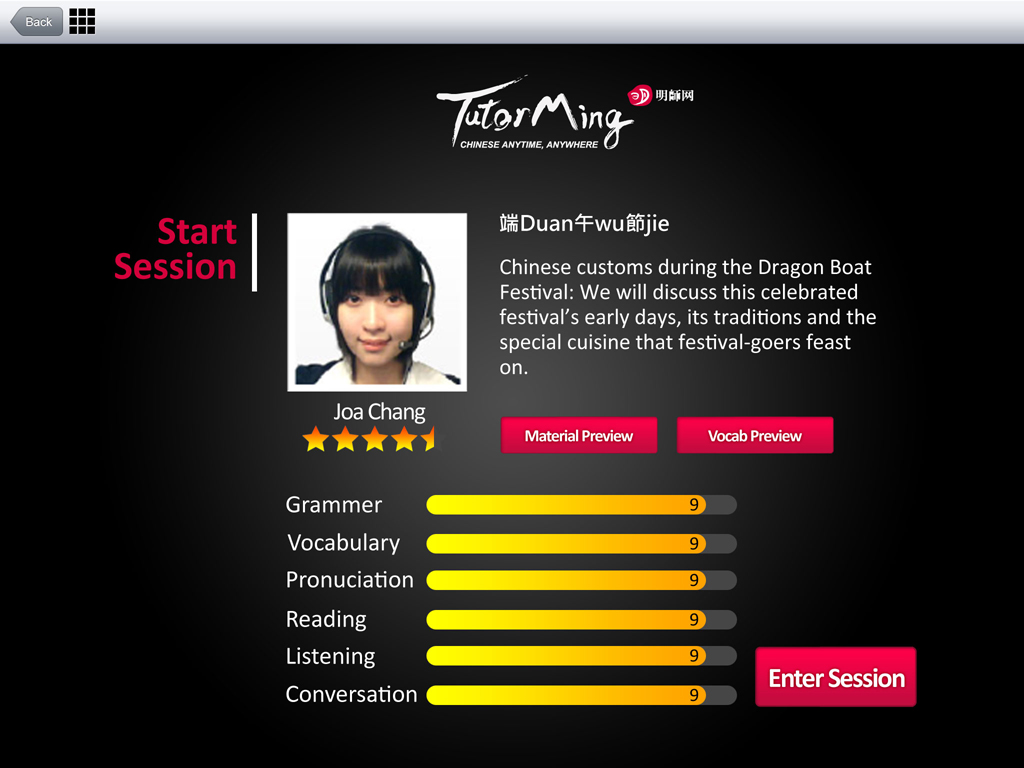 Back
TutorMing 明師网
CHINESE ANYTIME, ANYWHERE
Start
Session
端Duan午wu節jie
Chinese customs during the Dragon Boat
Festival: We will discuss this celebrated
festival’s early days, its traditions and the
special cuisine that festival-goers feast
on.
Joa Chang
Material Preview
Vocab Preview
Grammer 9
Vocabulary 9
Pronuciation 9
Reading 9
Listening 9
Conversation 9
Enter Session